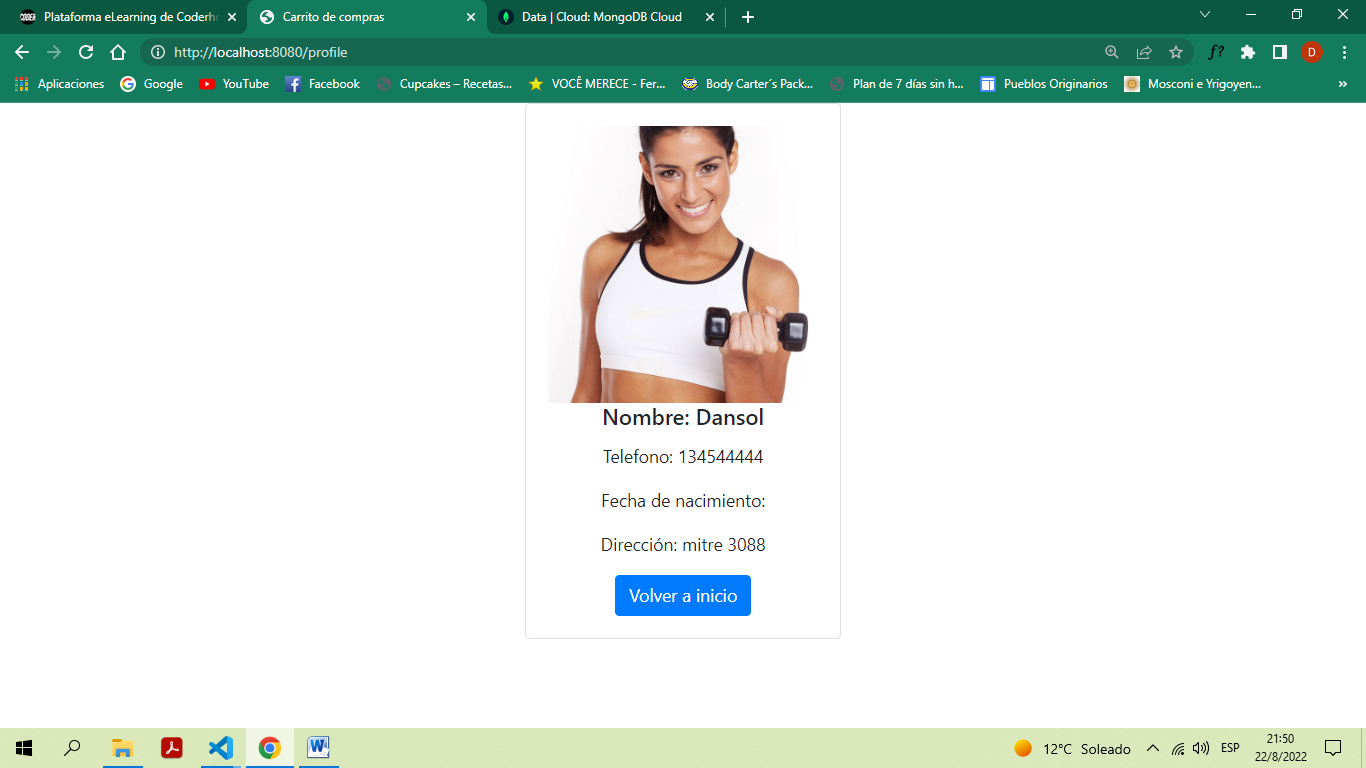 Plataforma eLearning de Coderh
Carrito de compras
Data | Cloud: MongoDB Cloud
http://localhost:8080/profile
f?
D
Aplicaciones
Google
YouTube
Facebook
Cupcakes – Recetas...
VOCÊ MERECE - Fer...
Body Carter´s Pack...
Plan de 7 días sin h...
Pueblos Originarios
Mosconi e Yrigoyen...
»
Nombre: Dansol
Telefono: 134544444
Fecha de nacimiento:
Dirección: mitre 3088
Volver a inicio
12°C Soleado
ESP
21:50
22/8/2022